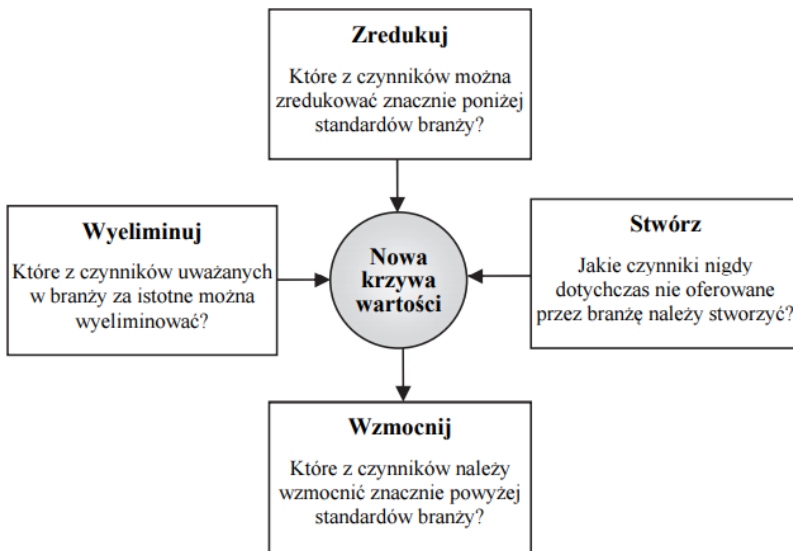 Zredukuj
Które z czynników można
zredukować znacznie poniżej
standardów branży?
Wyeliminuj
Które z czynników uważanych
w branży za istotne można
wyeliminować?
Nowa
krzywa
wartości
Stwórz
Jakie czynniki nigdy
dotychczas nie oferowane
przez branżę należy stworzyć?
Wzmocnij
Które z czynników należy
wzmocnić znacznie powyżej
standardów branży?